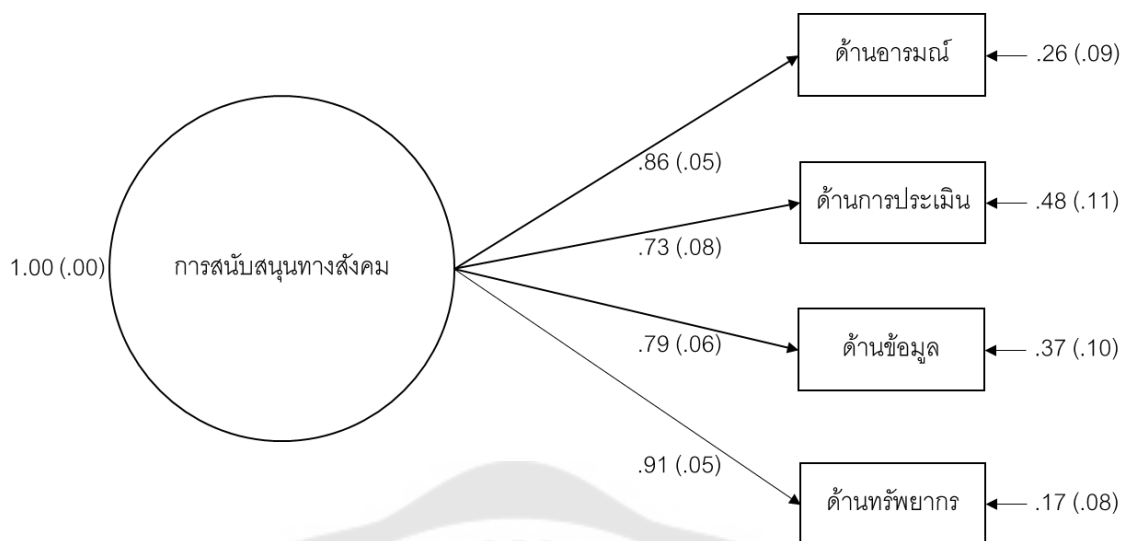 ด้านอารมณ์
.26 (.09)
.86 (.05)
ด้านการประเมิน
.48 (.11)
.73 (.08)
1.00 (.00)
การสนับสนุนทางสังคม
.79 (.06)
ด้านข้อมูล
.37 (.10)
.91 (.05)
ด้านทรัพยากร
.17 (.08)